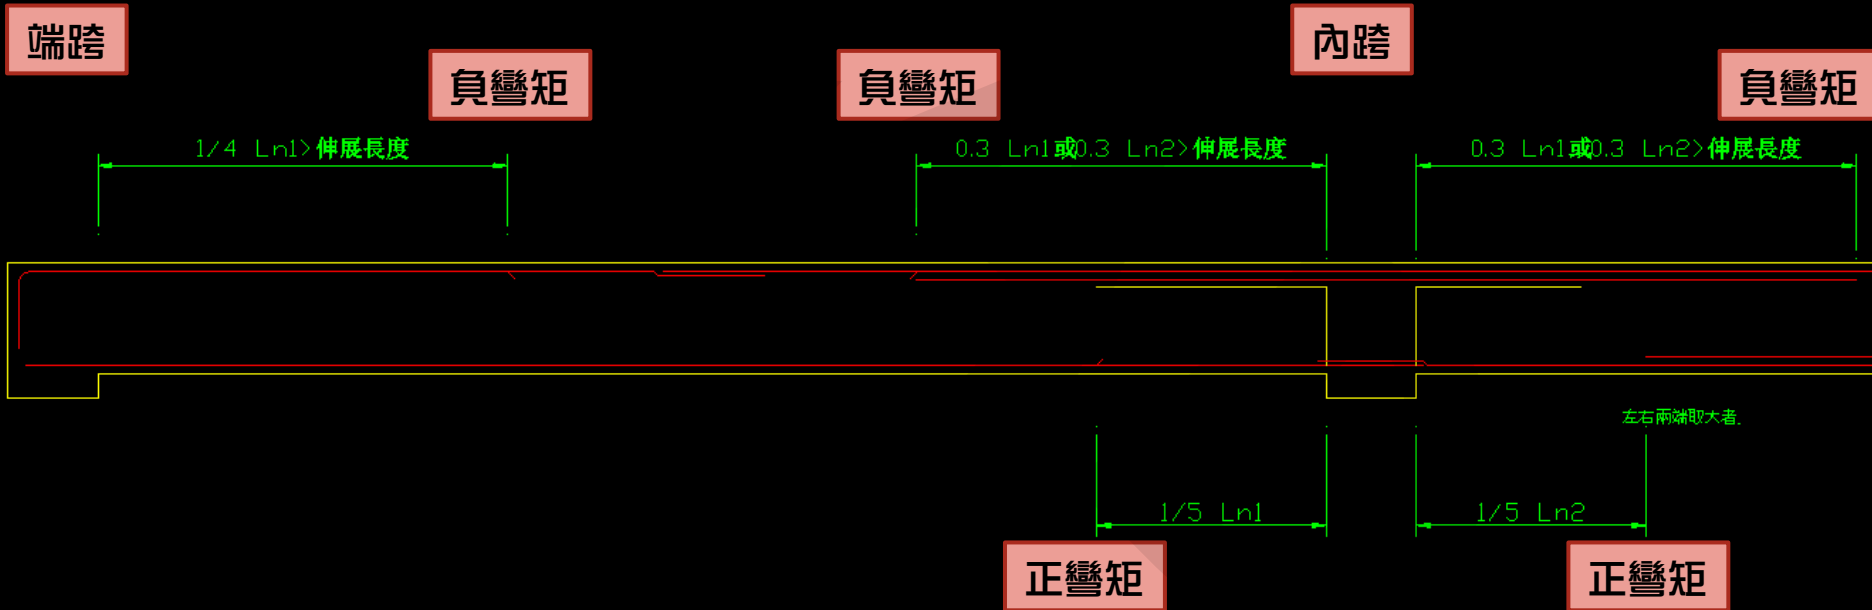 端跨
內跨
負彎矩
負彎矩
負彎矩
1/4 Ln1>伸展長度
0.3 Ln1或0.3 Ln2>伸展長度
0.3 Ln1或0.3 Ln2>伸展長度
左右兩端取大者.
1/5 Ln1
1/5 Ln2
正彎矩
正彎矩